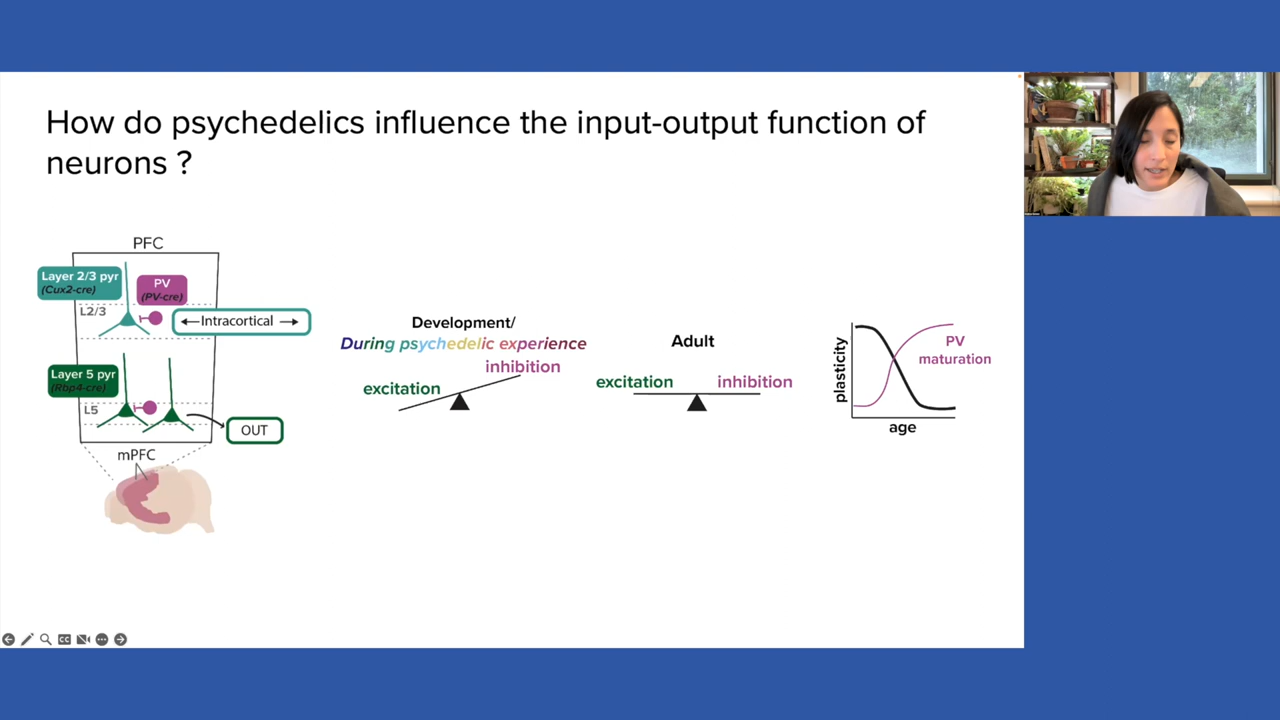 How do psychedelics influence the input-output function of
neurons ?
PFC
Layer 2/3 pyr
(Cux2-cre)
PV
(PV-cre)
L2/3
Intracortical
Layer 5 pyr
(Rbp4-cre)
L5
OUT
mPFC
Development/
During psychedelic experience
inhibition
excitation
Adult
excitation
inhibition
plasticity
PV
maturation
age